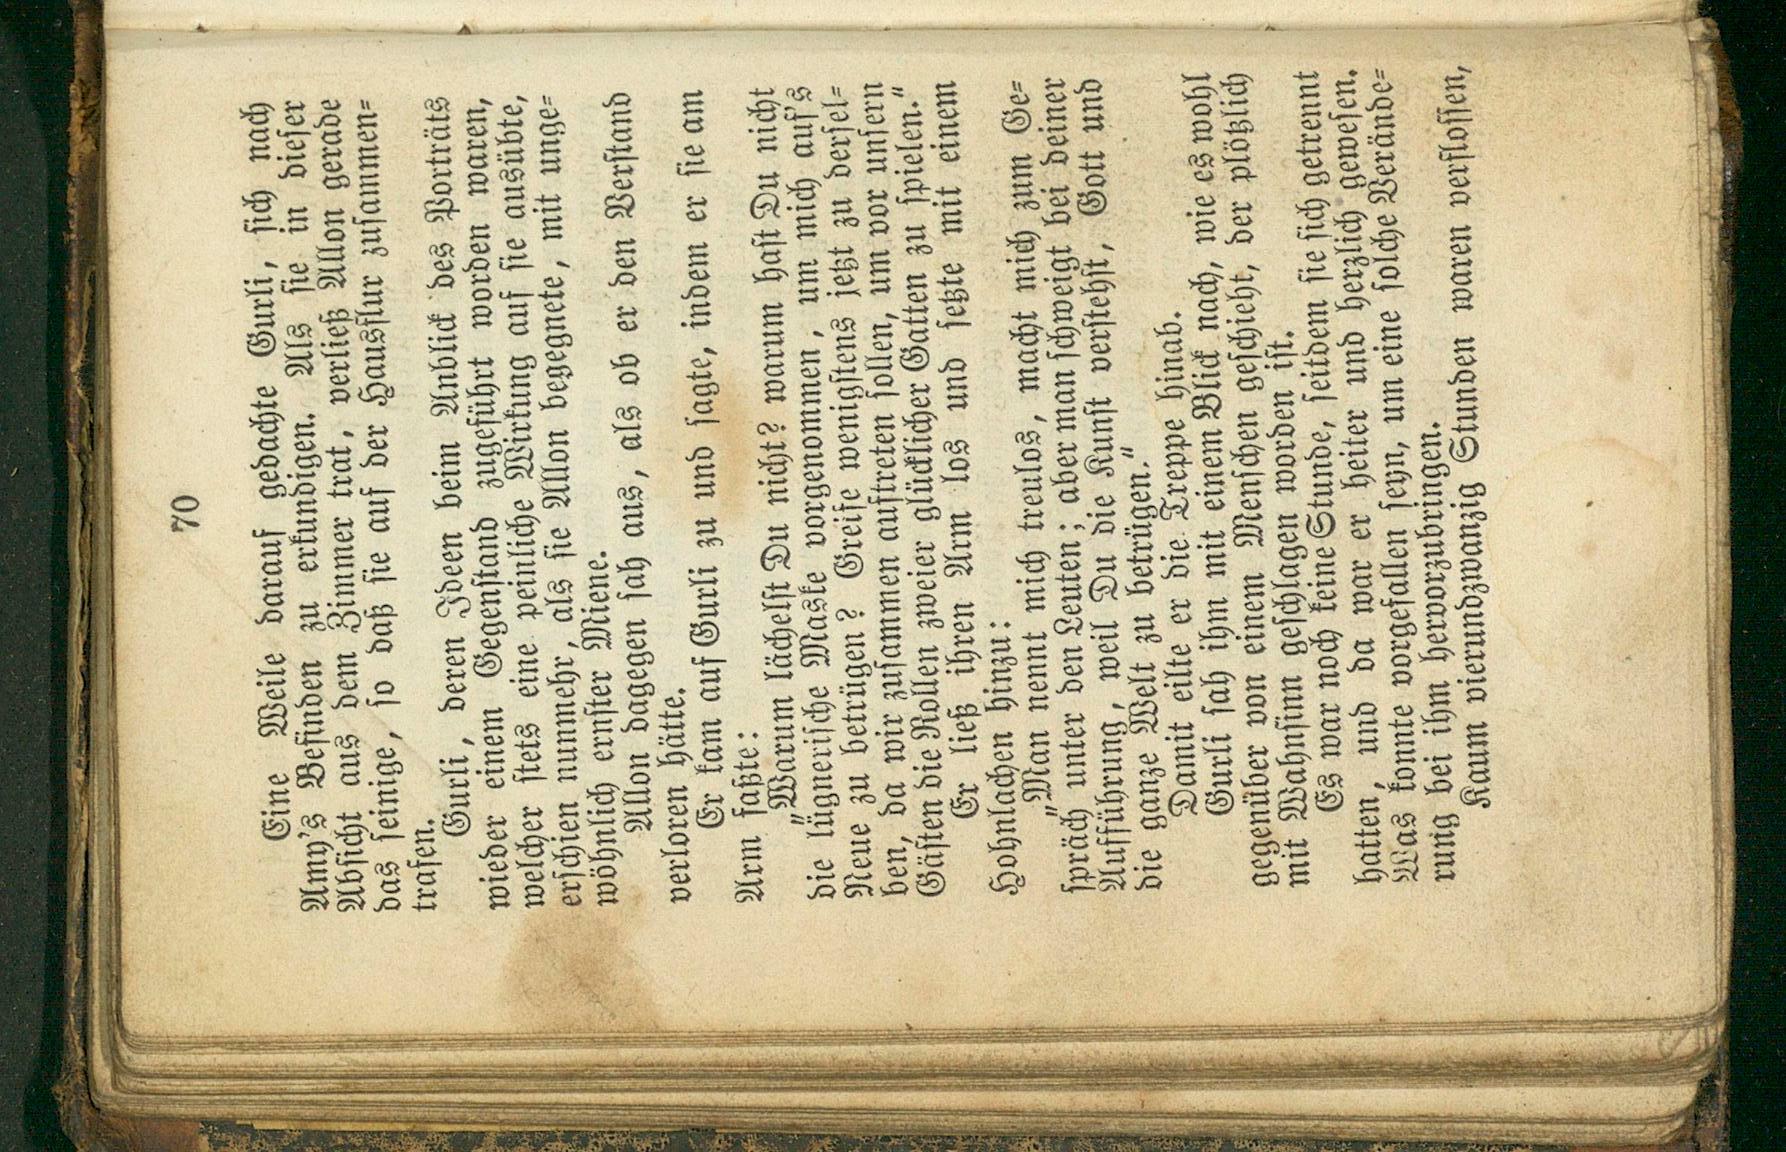 70
Eine Weile darauf gedachte Gurli, sich nach
Amy's Befinden zu erkundigen. Als sie in dieser
Absicht aus dem Zimmer trat, verließ Allon gerade
das seinige, so daß sie auf der Hausflur zusammen-
trafen.
Gurli, deren Ideen beim Anblick des Porträts
wieder einem Gegenstand zugeführt worden waren,
welcher stets eine peinliche Wirkung auf sie ausübte,
erschien nunmehr, als sie Allon begegnete, mit unge-
wöhnlich ernster Miene.
Allon dagegen sah aus, als ob er den Verstand
verloren hätte.
Er kam auf Gurli zu und sagte, indem er sie am
Arm faßte:
„Warum lächelst Du nicht? warum hast Du nicht
die lügnerische Maske vorgenommen, um mich auf's
Neue zu betrügen? Greife wenigstens jetzt zu dersel-
ben, da wir zusammen auftreten sollen, um vor unsern
Gästen die Rollen zweier glücklicher Gatten zu spielen.“
Er ließ ihren Arm los und setzte mit einem
Hohnlachen hinzu:
„Man nennt mich treulos, macht mich zum Ge-
spräch unter den Leuten; aber man schweigt bei deiner
Aufführung, weil Du die Kunst verstehst, Gott und
die ganze Welt zu betrügen.“
Damit eilte er die Treppe hinab.
Gurli sah ihm mit einem Blick nach, wie es wohl
gegenüber von einem Menschen geschieht, der plötzlich
mit Wahnsinn geschlagen worden ist.
Es war noch keine Stunde, seitdem sie sich getrennt
hatten, und da war er heiter und herzlich gewesen.
Was konnte vorgefallen seyn, um eine solche Verände-
rung bei ihm hervorzubringen.
Kaum vierundzwanzig Stunden waren verflossen,